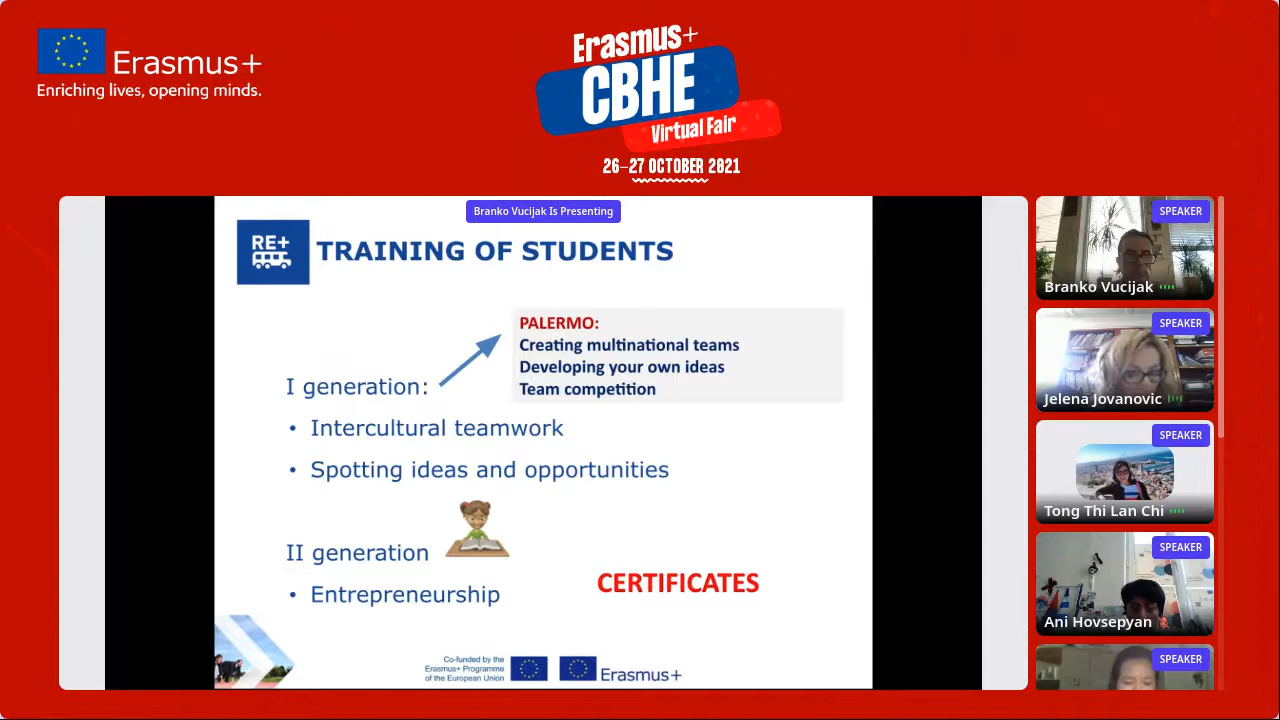 Erasmus+
Enriching lives, opening minds.
Erasmus+
CBHE
Virtual Fair
26–27 OCTOBER 2021
Branko Vucijak Is Presenting
RE+
TRAINING OF STUDENTS
PALERMO:
Creating multinational teams
Developing your own ideas
Team competition
I generation:
• Intercultural teamwork
• Spotting ideas and opportunities
II generation
• Entrepreneurship
CERTIFICATES
Co-funded by the
Erasmus+ Programme
of the European Union
Erasmus+
SPEAKER
Branko Vucijak
SPEAKER
Jelena Jovanovic
SPEAKER
Tong Thi Lan Chi
SPEAKER
Ani Hovsepyan
SPEAKER